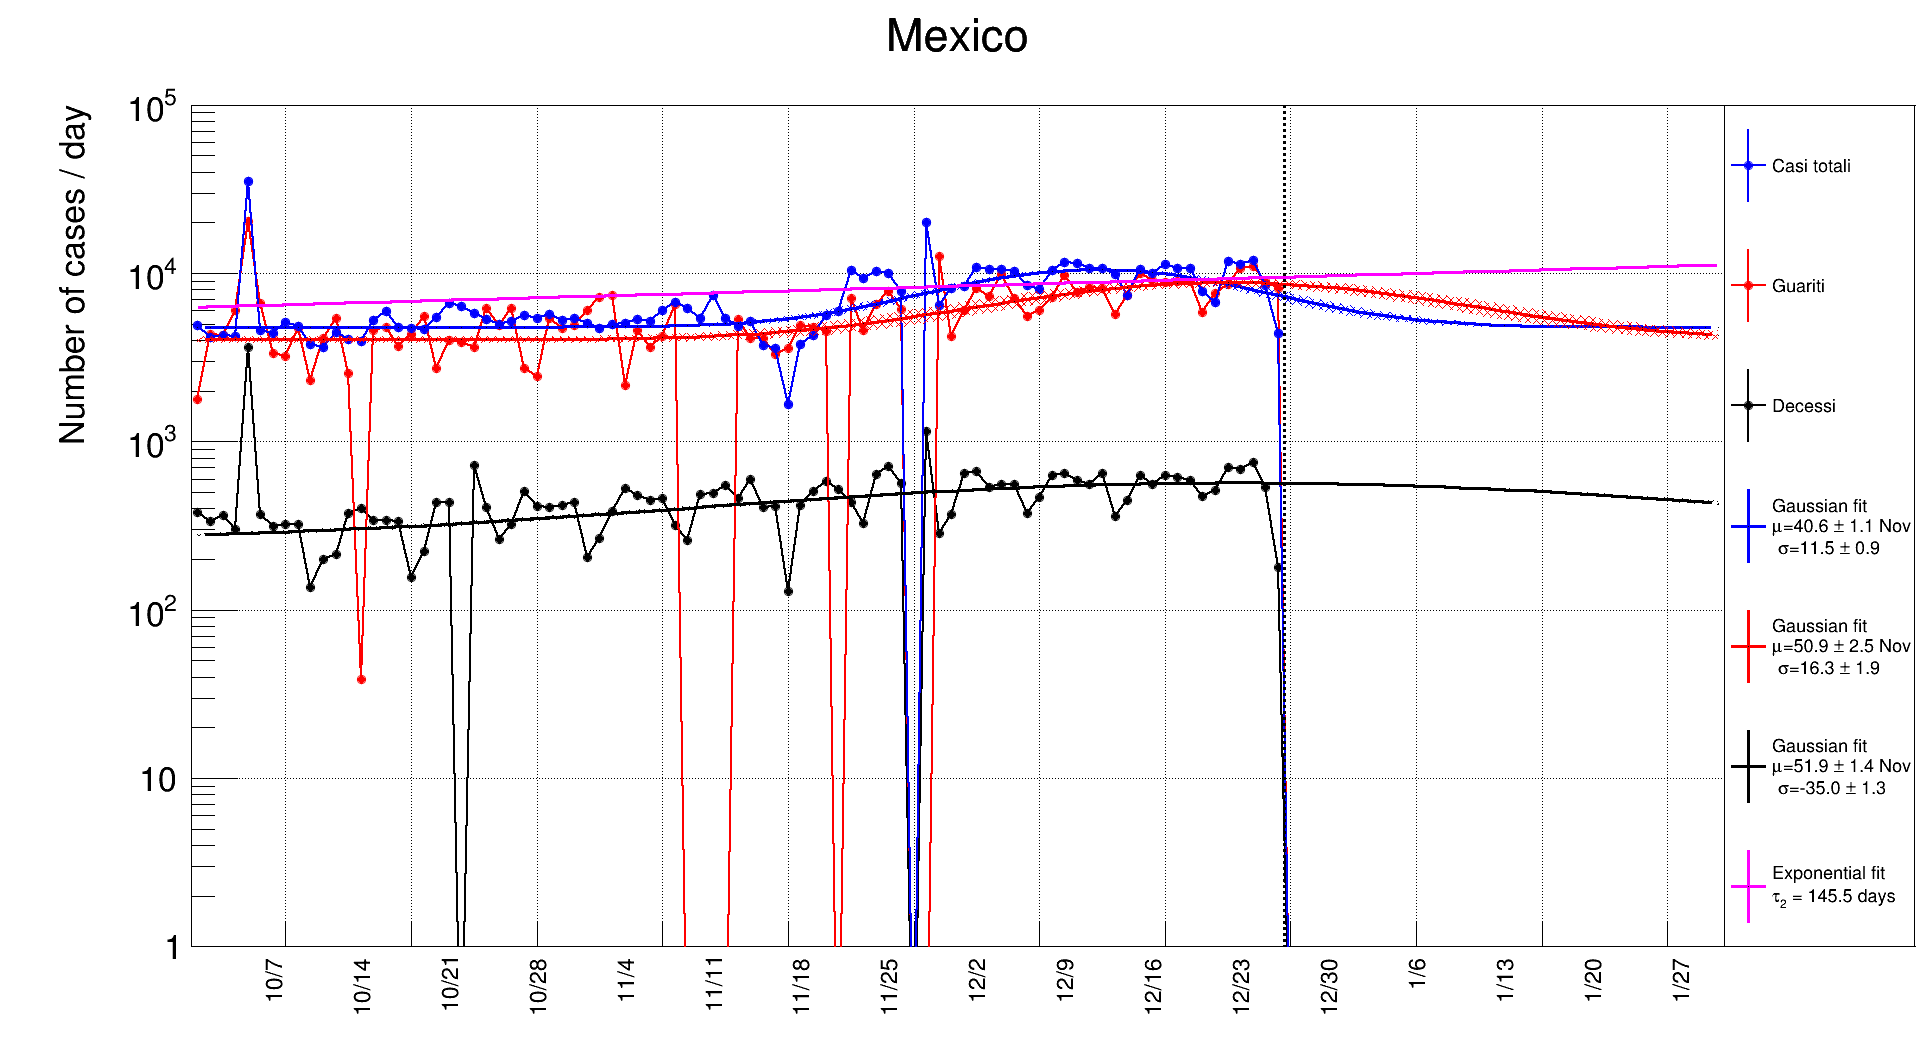 Mexico
Number of cases / day
10^5
10^4
10^3
10^2
10
1
10/7
10/14
10/21
10/28
11/4
11/11
11/18
11/25
12/2
12/9
12/16
12/23
12/30
1/6
1/13
1/20
1/27
Casi totali
Guariti
Decessi
Gaussian fit
μ=40.6 ± 1.1 Nov
σ=11.5 ± 0.9
Gaussian fit
μ=50.9 ± 2.5 Nov
σ=16.3 ± 1.9
Gaussian fit
μ=51.9 ± 1.4 Nov
σ=-35.0 ± 1.3
Exponential fit
τ₂ = 145.5 days